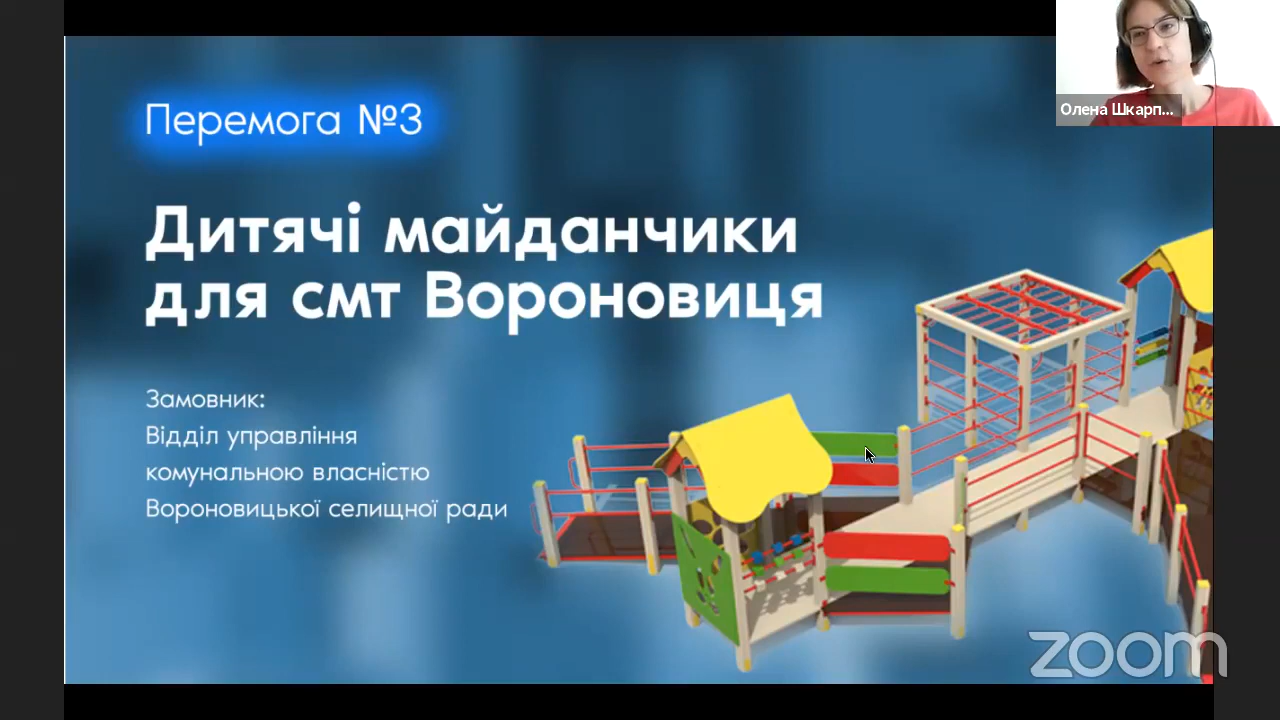 Перемога №3
Дитячі майданчики
для смт Вороновиця
Замовник:
Відділ управління
комунальною власністю
Вороновицької селищної ради
Олена Шкарп...
zoom